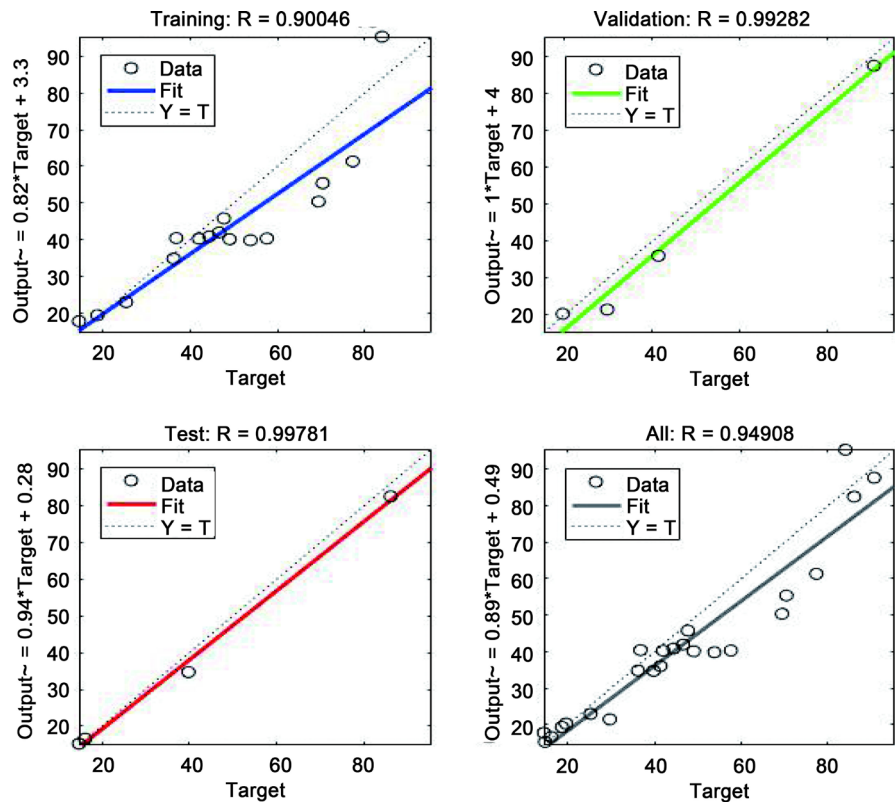 Training: R = 0.90046
Output~ = 0.82*Target + 3.3
90
80
70
60
50
40
30
20
Data
Fit
Y = T
20
40
60
80
Target
Validation: R = 0.99282
Output~ = 1*Target + 4
90
80
70
60
50
40
30
20
Data
Fit
Y = T
20
40
60
80
Target
Test: R = 0.99781
Output~ = 0.94*Target + 0.28
90
80
70
60
50
40
30
20
Data
Fit
Y = T
20
40
60
80
Target
All: R = 0.94908
Output~ = 0.89*Target + 0.49
90
80
70
60
50
40
30
20
Data
Fit
Y = T
20
40
60
80
Target